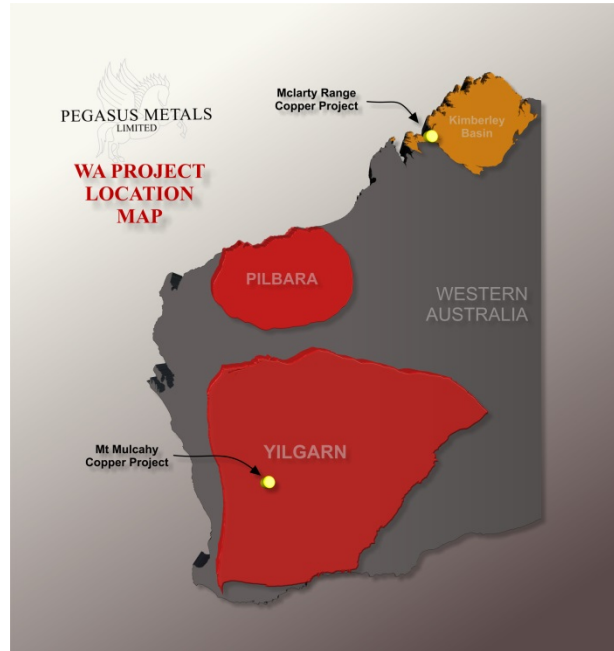 PEGASUS METALS
LIMITED
WA PROJECT
LOCATION
MAP
Mclarty Range
Copper Project
Kimberley
Basin
PILBARA
WESTERN
AUSTRALIA
YILGARN
Mt Mulcahy
Copper Project